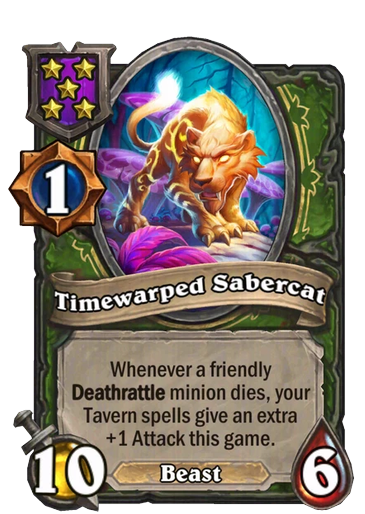 1
Timewarped Sabercat
Whenever a friendly
Deathrattle minion dies, your
Tavern spells give an extra
+1 Attack this game.
10
Beast
6